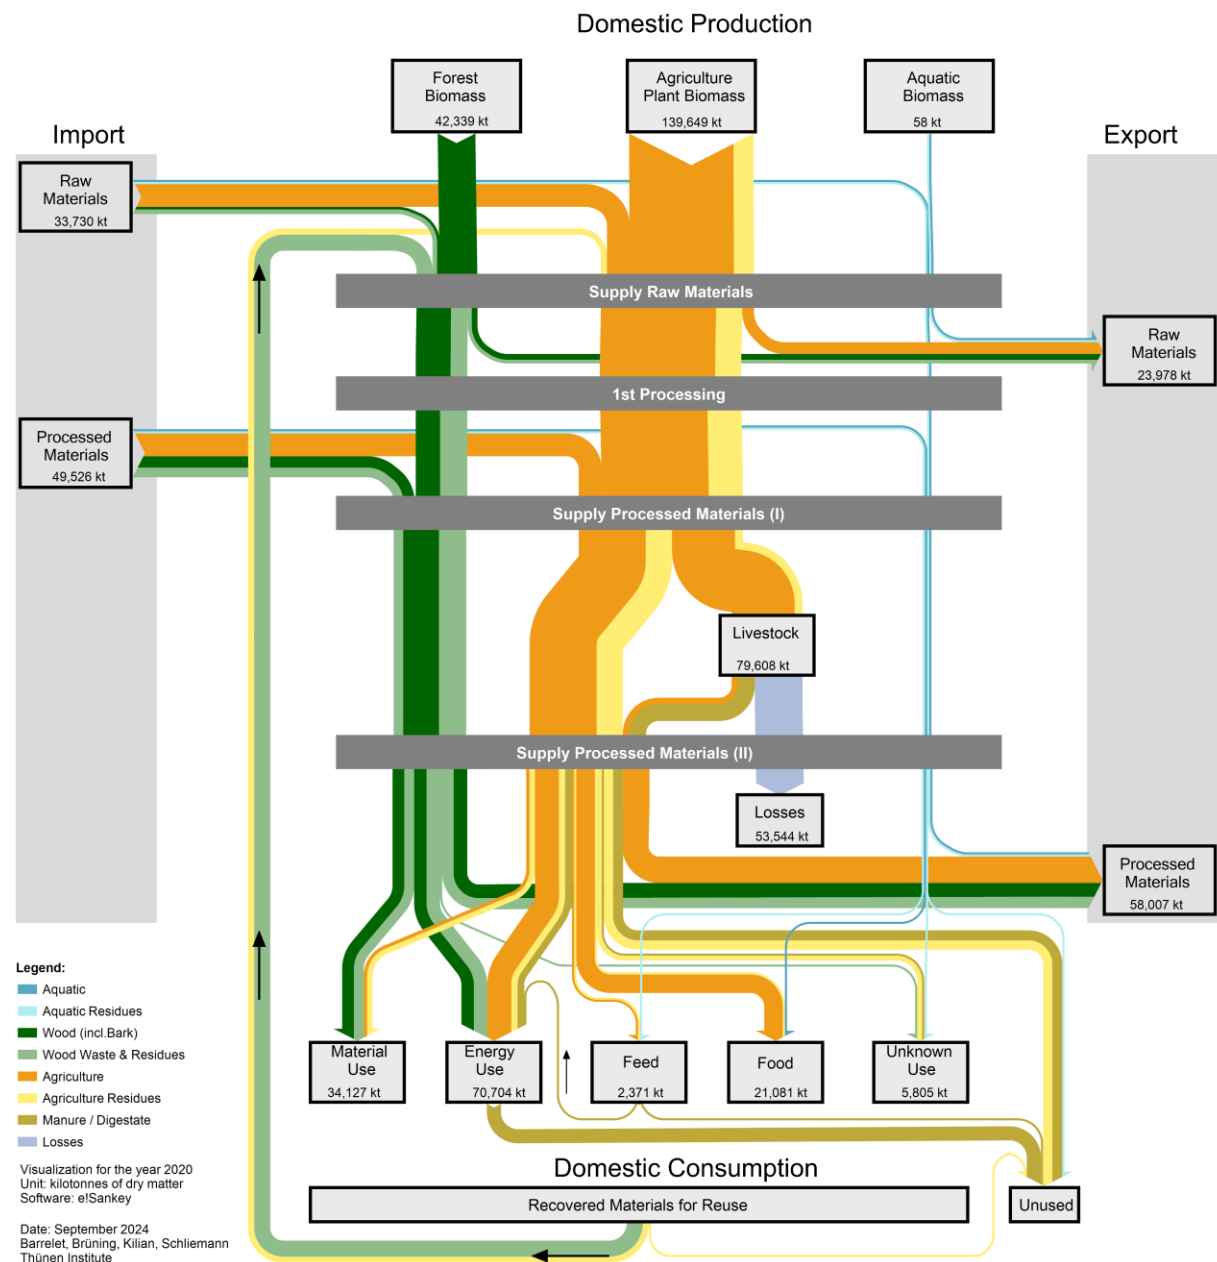 Domestic Production
Forest
Biomass
42,339 kt
Agriculture
Plant Biomass
139,649 kt
Aquatic
Biomass
58 kt
Import
Export
Raw
Materials
33,730 kt
Supply Raw Materials
Raw
Materials
23,978 kt
1st Processing
Processed
Materials
49,526 kt
Supply Processed Materials (I)
Livestock
79,608 kt
Supply Processed Materials (II)
Losses
53,544 kt
Processed
Materials
58,007 kt
Legend:
Aquatic
Aquatic Residues
Wood (incl.Bark)
Wood Waste & Residues
Agriculture
Agriculture Residues
Manure / Digestate
Losses
Material
Use
34,127 kt
Energy
Use
70,704 kt
Feed
2,371 kt
Food
21,081 kt
Unknown
Use
5,805 kt
Domestic Consumption
Recovered Materials for Reuse
Unused
Visualization for the year 2020
Unit: kilotonnes of dry matter
Software: e!Sankey
Date: September 2024
Barrelet, Brüning, Kilian, Schliemann
Thünen Institute